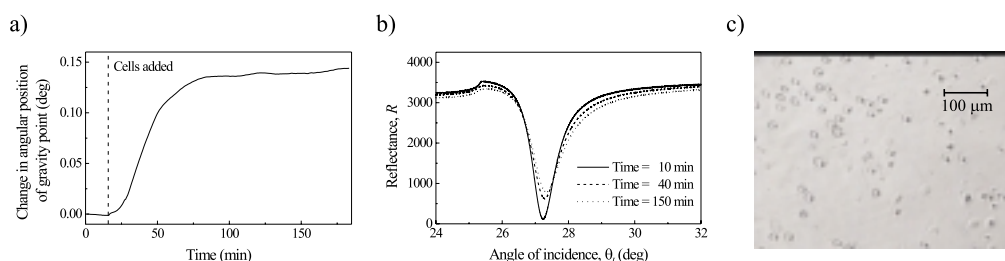 a)
Change in angular position
of gravity point (deg)
0.15
0.10
0.05
0.00
Cells added
0
50
100
150
Time (min)
b)
Reflectance, R
4000
3000
2000
1000
0
Time = 10 min
Time = 40 min
Time = 150 min
24
26
28
30
32
Angle of incidence, θi (deg)
c)
100 µm